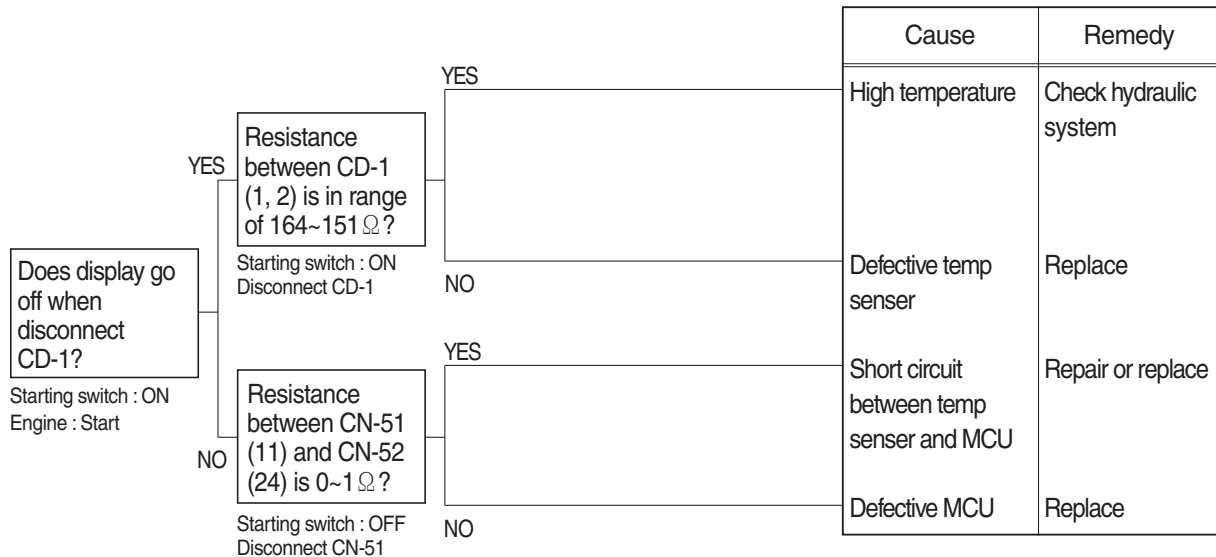 Does display go
off when
disconnect
CD-1?
Starting switch : ON
Engine : Start
YES
Resistance
between CD-1
(1, 2) is in range
of 164~151Ω?
Starting switch : ON
Disconnect CD-1
NO
Resistance
between CN-51
(11) and CN-52
(24) is 0~1Ω?
Starting switch : OFF
Disconnect CN-51
YES
NO
YES
NO
Cause Remedy
High temperature Check hydraulic
system
Defective temp Replace
senser
Short circuit Repair or replace
between temp
senser and MCU
Defective MCU Replace